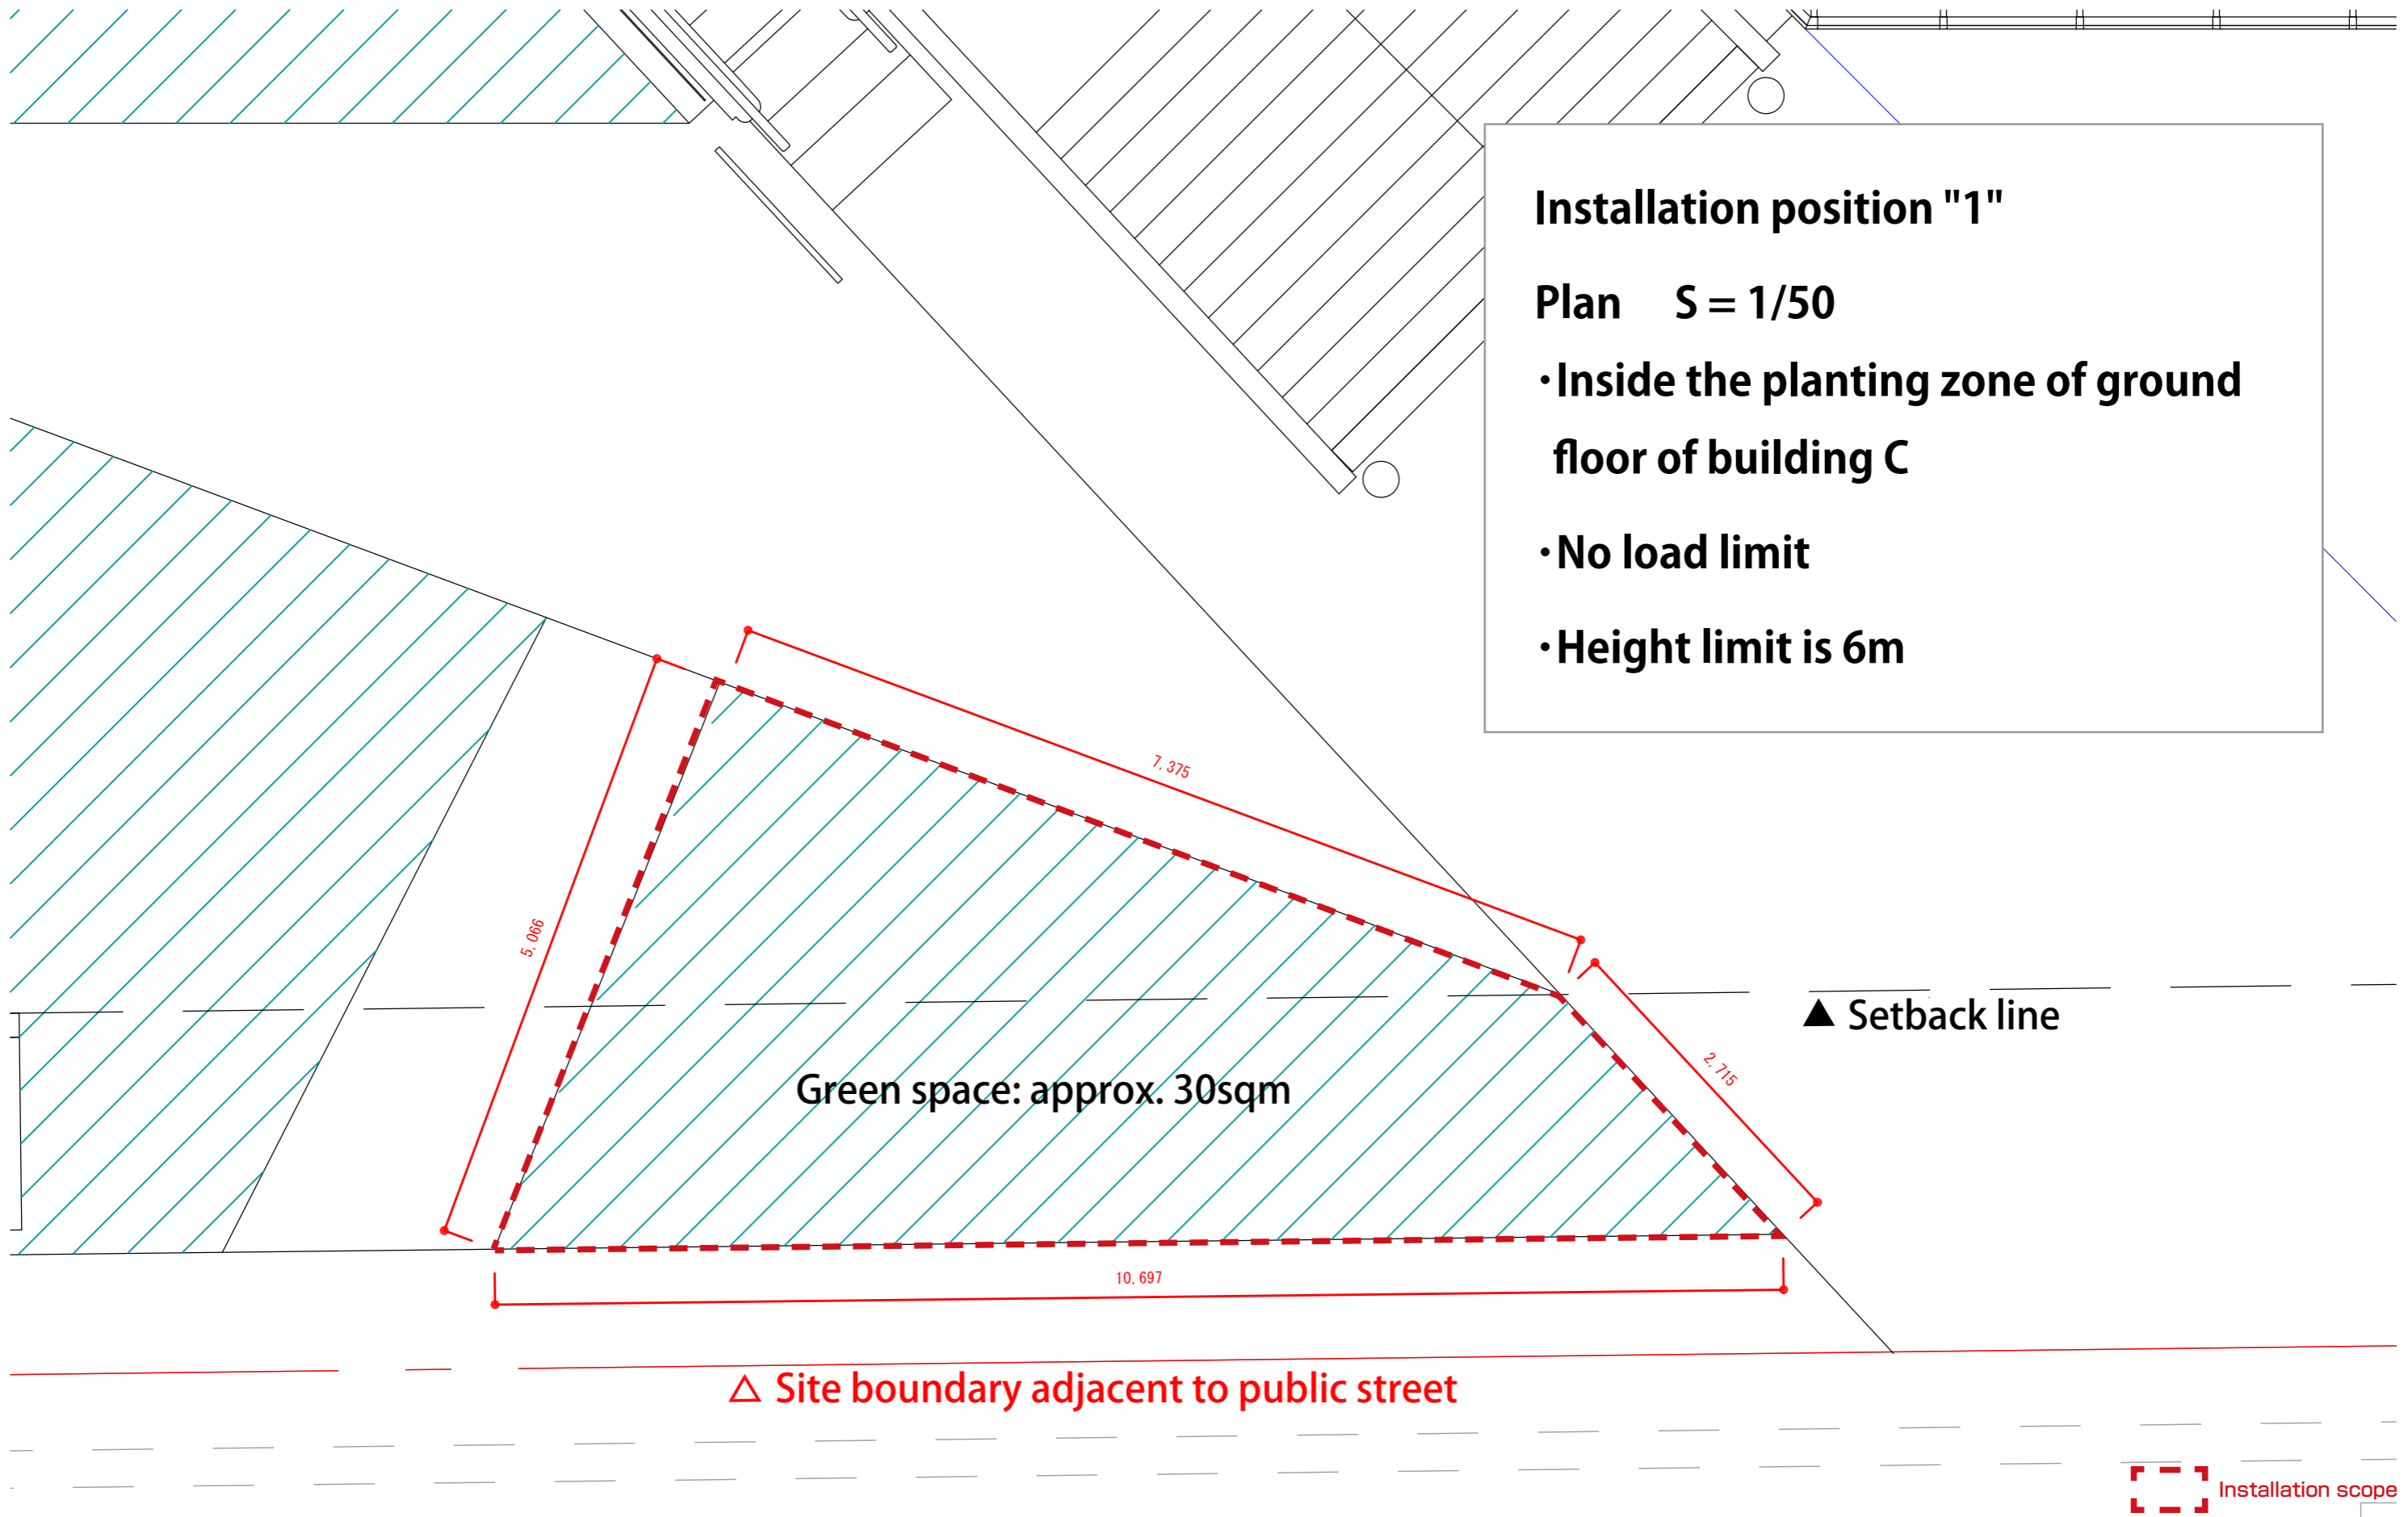 Installation position "1"
Plan S = 1/50
・Inside the planting zone of ground
floor of building C
・No load limit
・Height limit is 6m
7,375
5,066
▲ Setback line
2,715
Green space: approx. 30sqm
10,697
△ Site boundary adjacent to public street
Installation scope